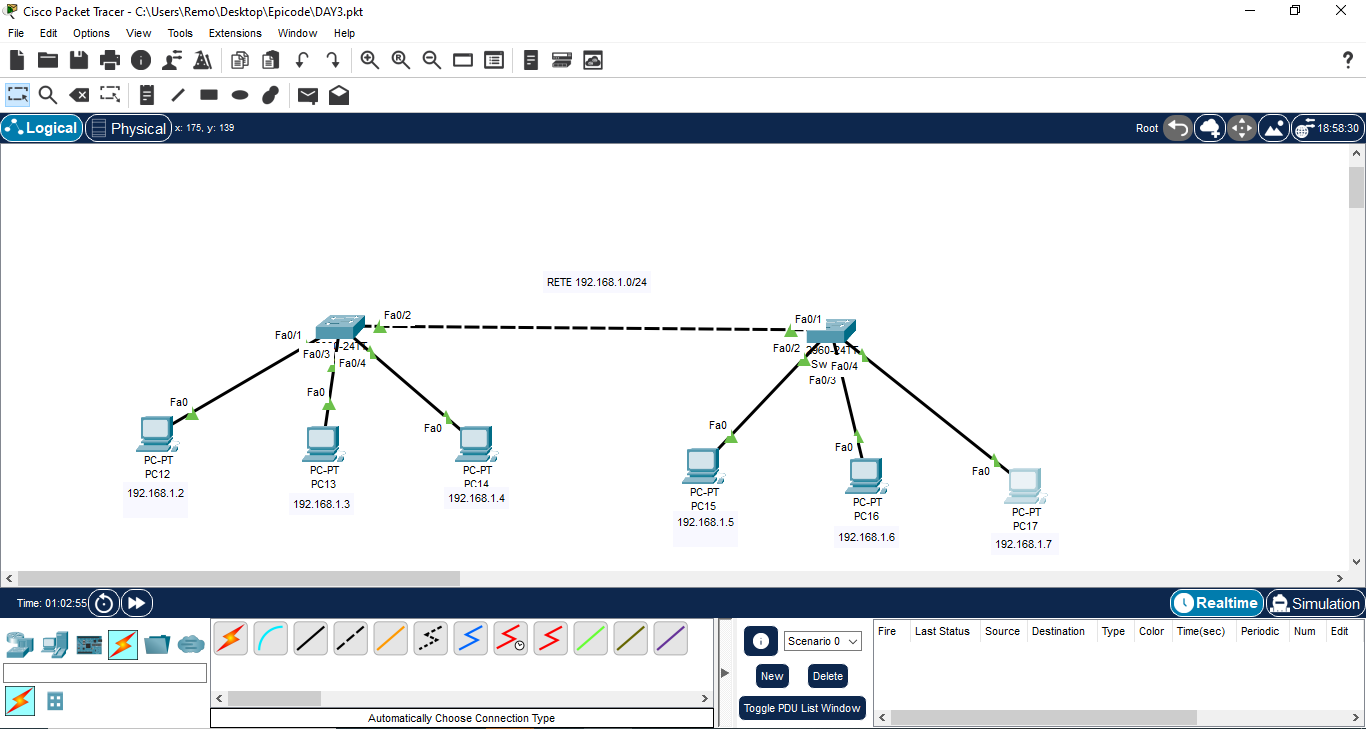 Cisco Packet Tracer - C:\Users\Remo\Desktop\Epicode\DAY3.pkt
File Edit Options View Tools Extensions Window Help
Logical Physical x: 175, y: 139 Root 18:58:30
RETE 192.168.1.0/24
Fa0/2 Fa0/1
Fa0/1 Fa0/2
Fa0/3 Fa0/4
Fa0/4 Fa0/3
Sw
Fa0 Fa0 Fa0 Fa0 Fa0 Fa0
PC-PT
PC12
192.168.1.2
PC-PT
PC13
192.168.1.3
PC-PT
PC14
192.168.1.4
PC-PT
PC15
192.168.1.5
PC-PT
PC16
192.168.1.6
PC-PT
PC17
192.168.1.7
Time: 01:02:55 Realtime Simulation
Scenario 0
New Delete
Toggle PDU List Window
Fire Last Status Source Destination Type Color Time(sec) Periodic Num Edit
Automatically Choose Connection Type